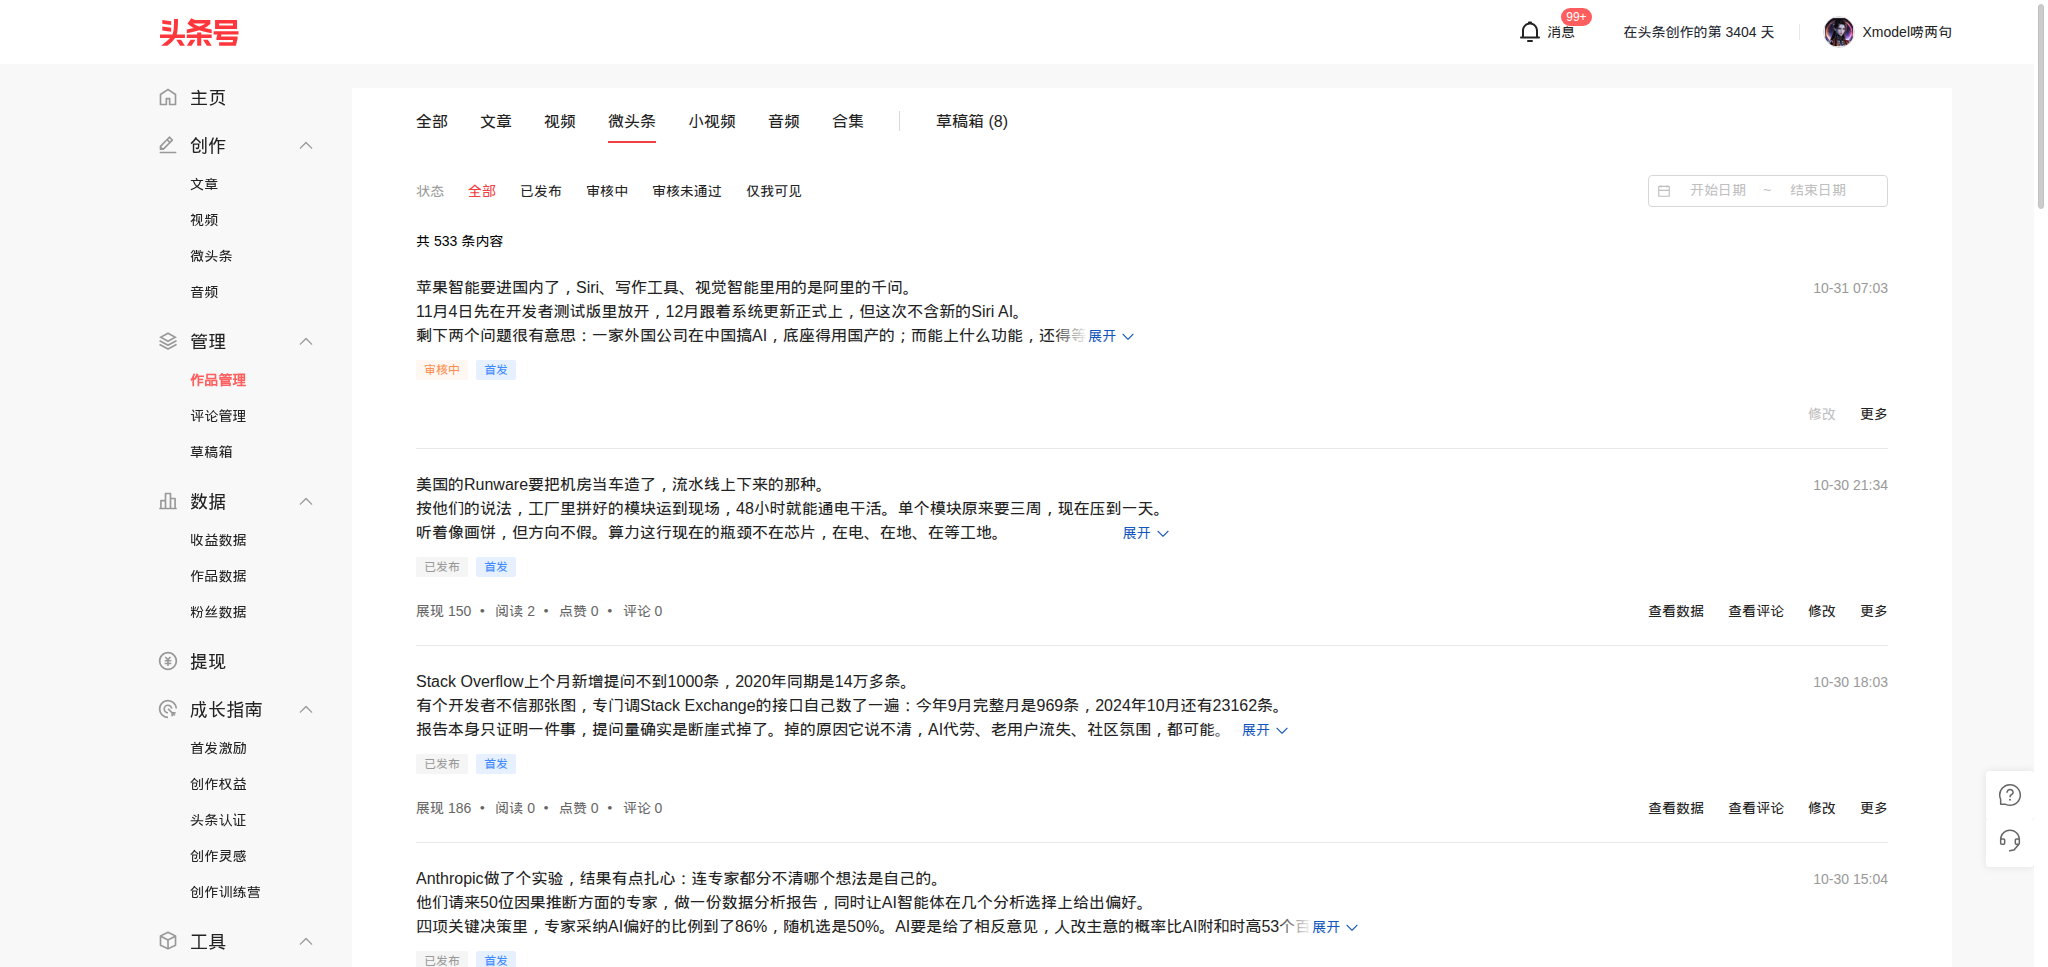 头条号
消息
99+
在头条创作的第 3404 天
Xmodel唠两句
主页
创作
文章
视频
微头条
音频
管理
作品管理
评论管理
草稿箱
数据
收益数据
作品数据
粉丝数据
提现
成长指南
首发激励
创作权益
头条认证
创作灵感
创作训练营
工具
全部 文章 视频 微头条 小视频 音频 合集 草稿箱 (8)
状态 全部 已发布 审核中 审核未通过 仅我可见
开始日期 ~ 结束日期
共 533 条内容
苹果智能要进国内了，Siri、写作工具、视觉智能里用的是阿里的千问。
10-31 07:03
11月4日先在开发者测试版里放开，12月跟着系统更新正式上，但这次不含新的Siri AI。
剩下两个问题很有意思：一家外国公司在中国搞AI，底座得用国产的；而能上什么功能，还得等 展开
审核中 首发
修改 更多
美国的Runware要把机房当车造了，流水线上下来的那种。
10-30 21:34
按他们的说法，工厂里拼好的模块运到现场，48小时就能通电干活。单个模块原来要三周，现在压到一天。
听着像画饼，但方向不假。算力这行现在的瓶颈不在芯片，在电、在地、在等工地。 展开
已发布 首发
展现 150 • 阅读 2 • 点赞 0 • 评论 0
查看数据 查看评论 修改 更多
Stack Overflow上个月新增提问不到1000条，2020年同期是14万多条。
10-30 18:03
有个开发者不信那张图，专门调Stack Exchange的接口自己数了一遍：今年9月完整月是969条，2024年10月还有23162条。
报告本身只证明一件事，提问量确实是断崖式掉了。掉的原因它说不清，AI代劳、老用户流失、社区氛围，都可能。 展开
已发布 首发
展现 186 • 阅读 0 • 点赞 0 • 评论 0
查看数据 查看评论 修改 更多
Anthropic做了个实验，结果有点扎心：连专家都分不清哪个想法是自己的。
10-30 15:04
他们请来50位因果推断方面的专家，做一份数据分析报告，同时让AI智能体在几个分析选择上给出偏好。
四项关键决策里，专家采纳AI偏好的比例到了86%，随机选是50%。AI要是给了相反意见，人改主意的概率比AI附和时高53个百 展开
已发布 首发